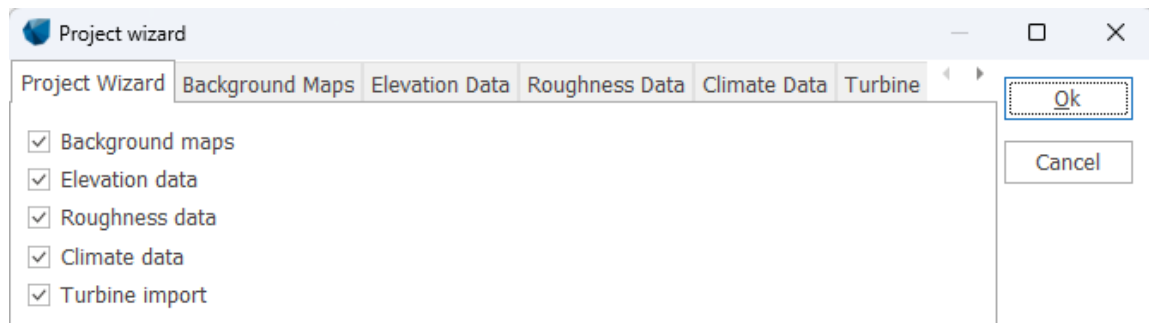 Project wizard
Project Wizard Background Maps Elevation Data Roughness Data Climate Data Turbine
Ok
Background maps
Cancel
Elevation data
Roughness data
Climate data
Turbine import